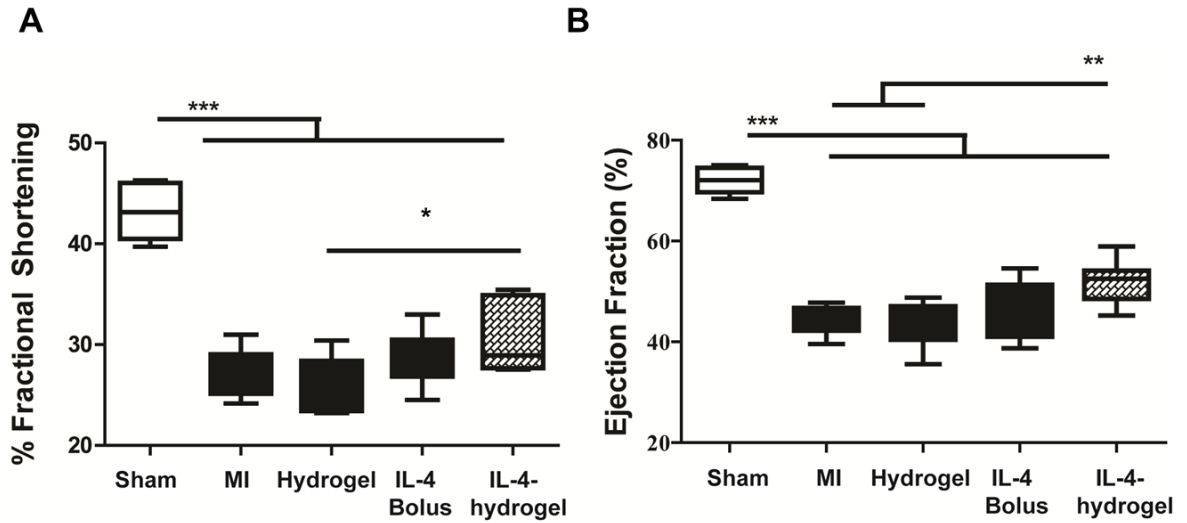 A
B
% Fractional Shortening
50
40
30
20
***
*
Sham
MI
Hydrogel
IL-4
Bolus
IL-4-
hydrogel
Ejection Fraction (%)
80
60
40
20
***
**
Sham
MI
Hydrogel
IL-4
Bolus
IL-4-
hydrogel